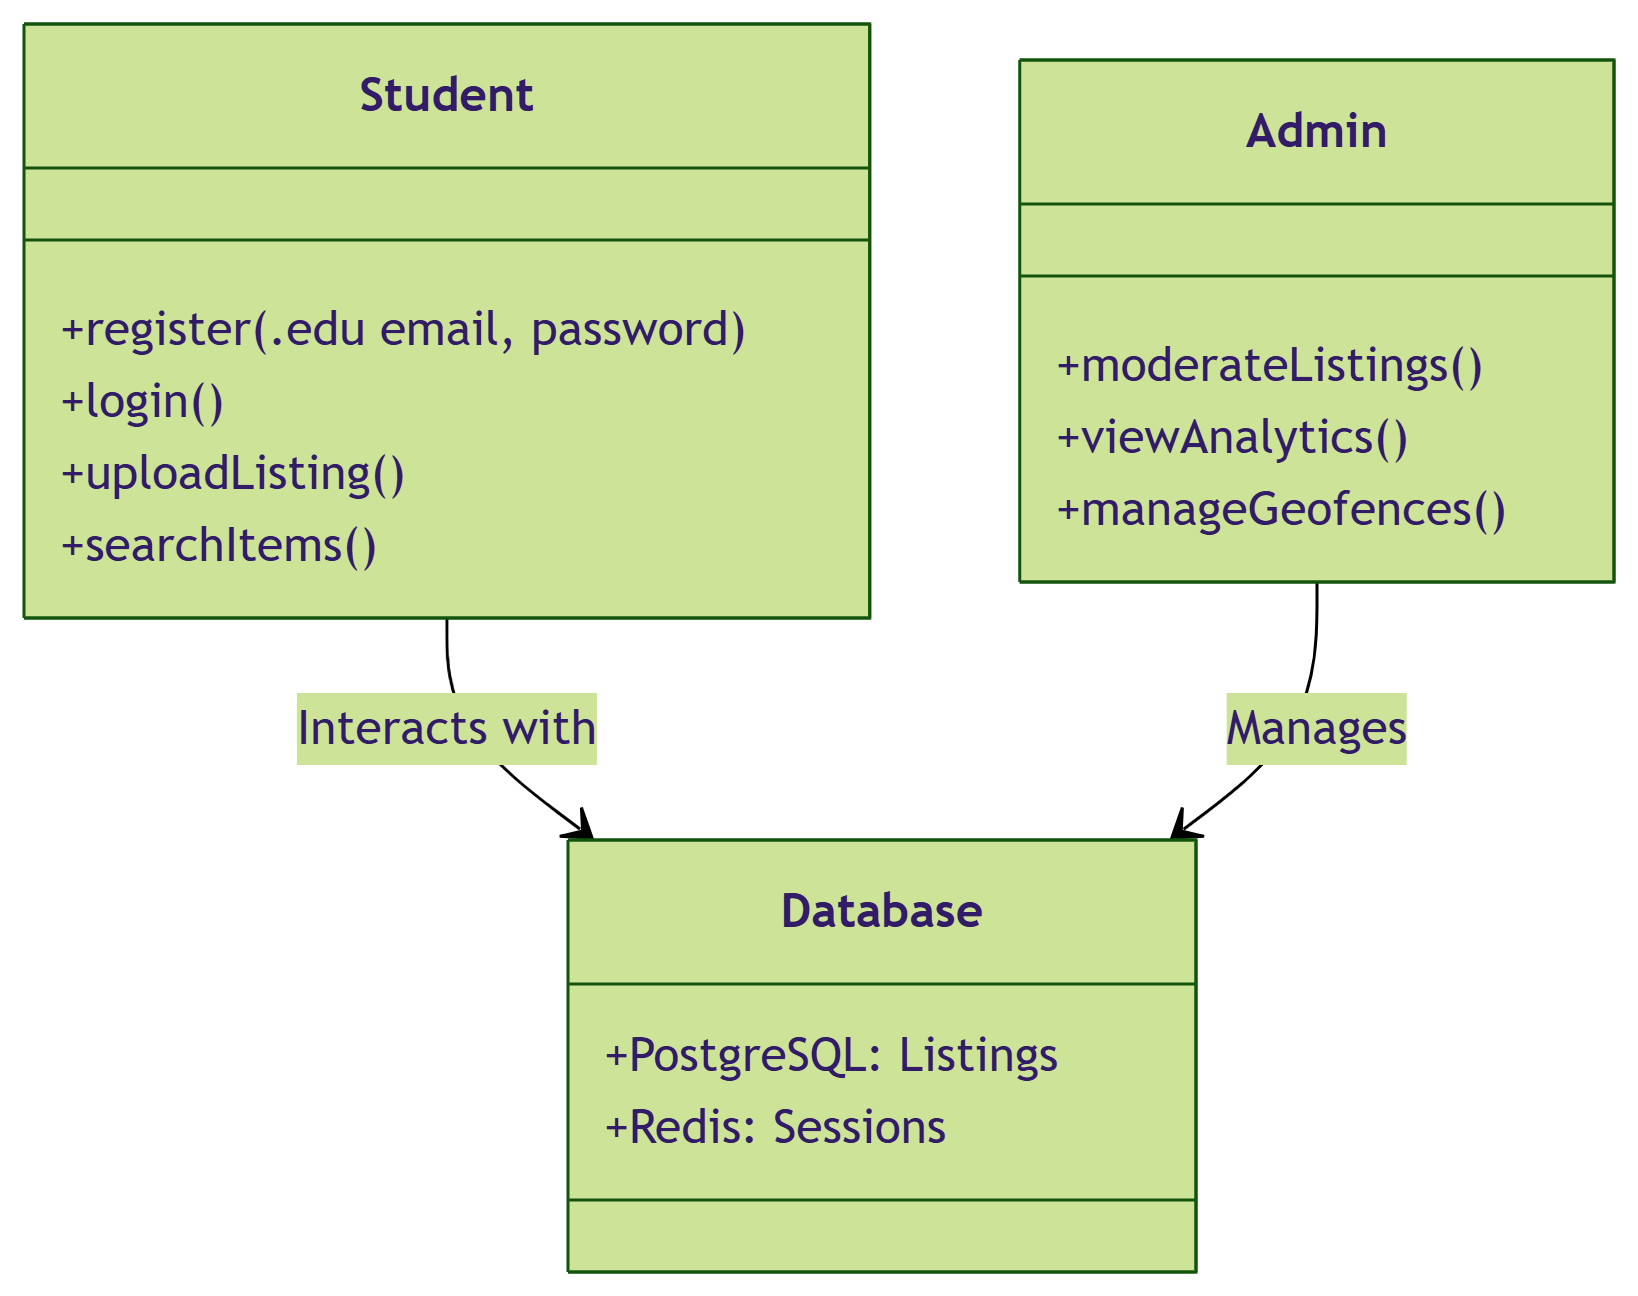 Student
+register(.edu email, password)
+login()
+uploadListing()
+searchItems()
Admin
+moderateListings()
+viewAnalytics()
+manageGeofences()
Interacts with
Manages
Database
+PostgreSQL: Listings
+Redis: Sessions